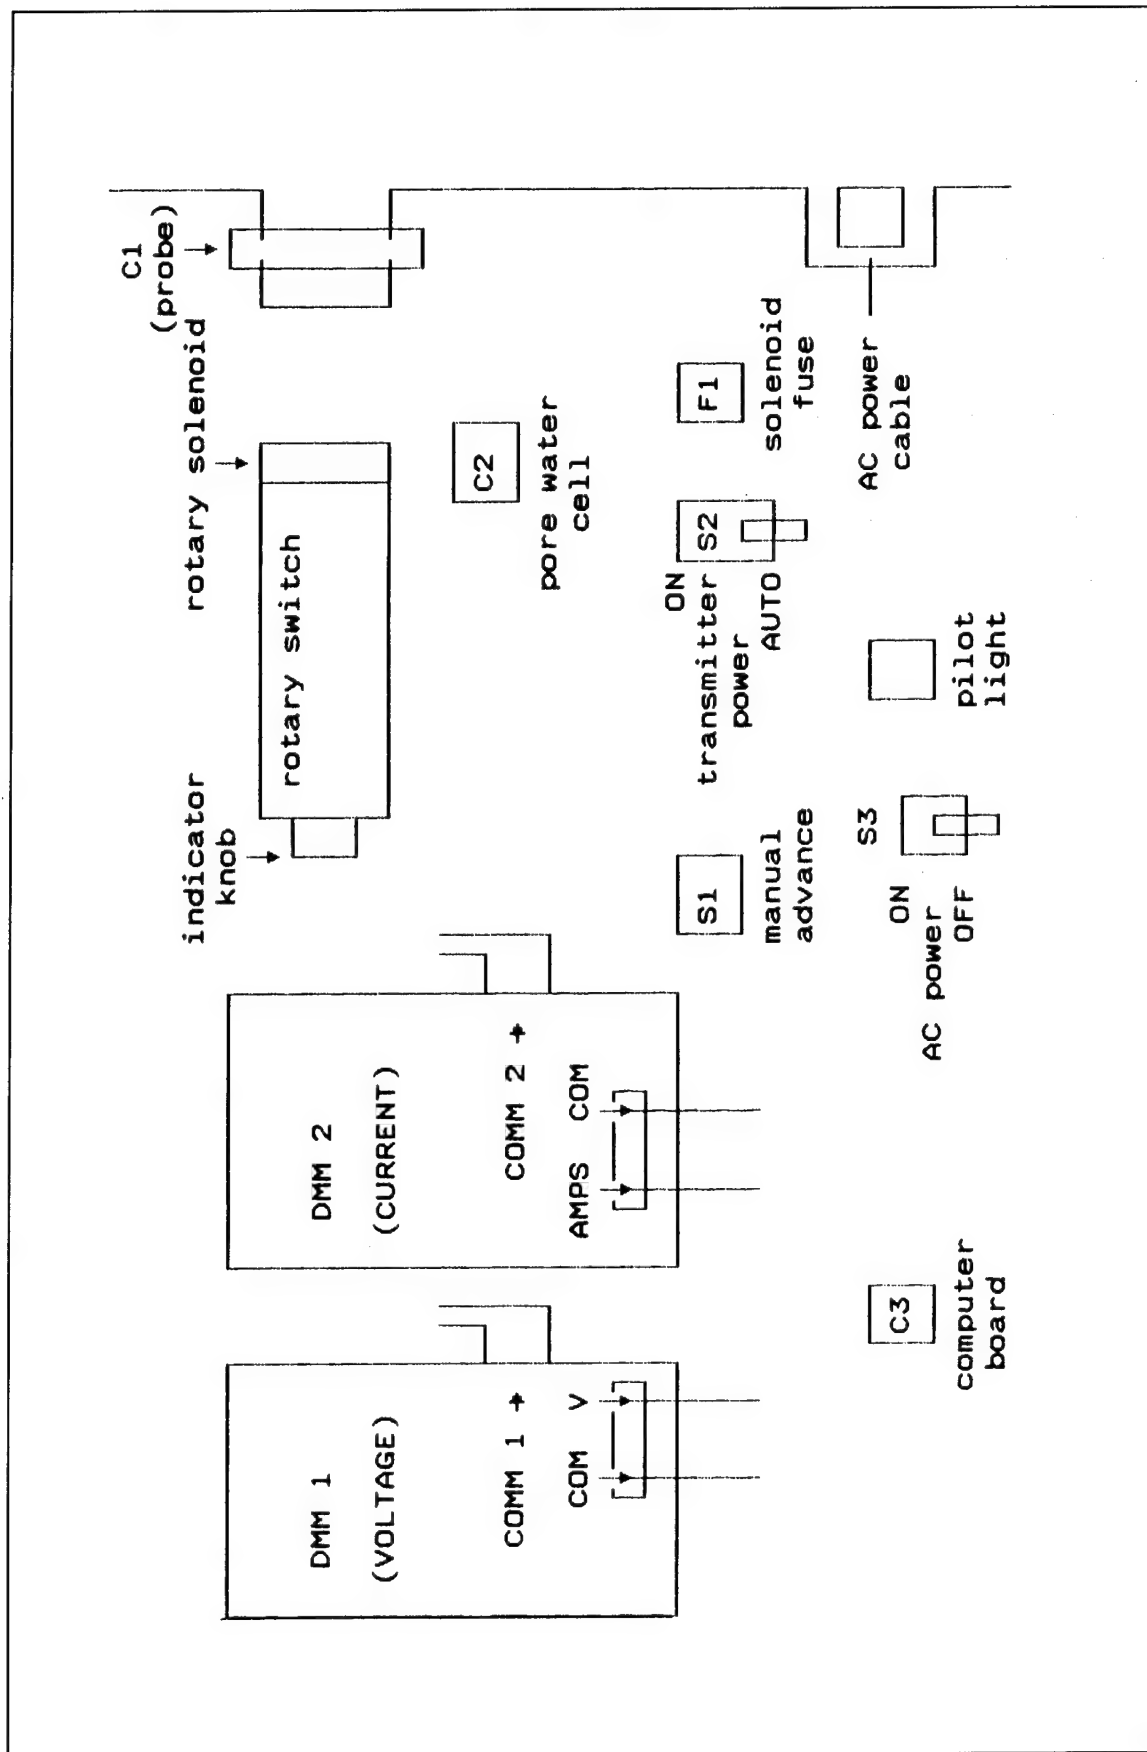 DMM 1
(VOLTAGE)
COMM 1 →
COM V
DMM 2
(CURRENT)
COMM 2 →
AMPS COM
indicator
knob
rotary solenoid
C1
(probe)
rotary switch
C2
pore water
cell
S1
manual
advance
ON
transmitter
power
AUTO
S2
F1
solenoid
fuse
C3
computer
board
S3
ON
AC power
OFF
pilot
light
AC power
cable